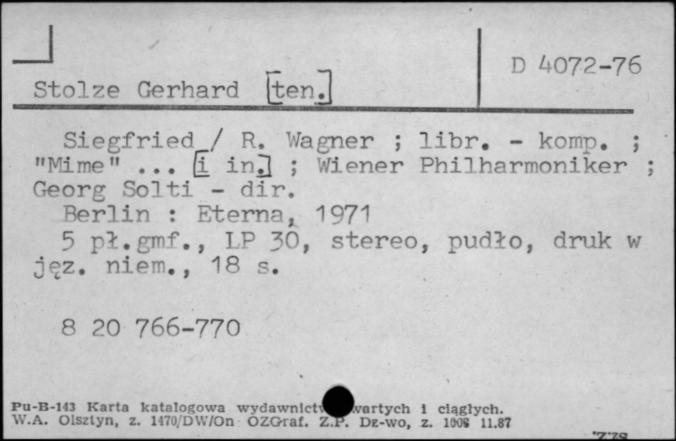 D 4072-76
Stolze Gerhard [ten.]
Siegfried / R. Wagner ; libr. - komp. ;
"Mime" ... [i in.] ; Wiener Philharmoniker ;
Georg Solti - dir.
Berlin : Eterna, 1971
5 pł.gmf., LP 30, stereo, pudło, druk w
jęz. niem., 18 s.
8 20 766-770
Pu-B-143 Karta katalogowa wydawnictw zwartych i ciągłych.
W.A. Olsztyn, z. 1470/DW/On OZGraf. Z.P. Dz-wo, z. 1908 11.87